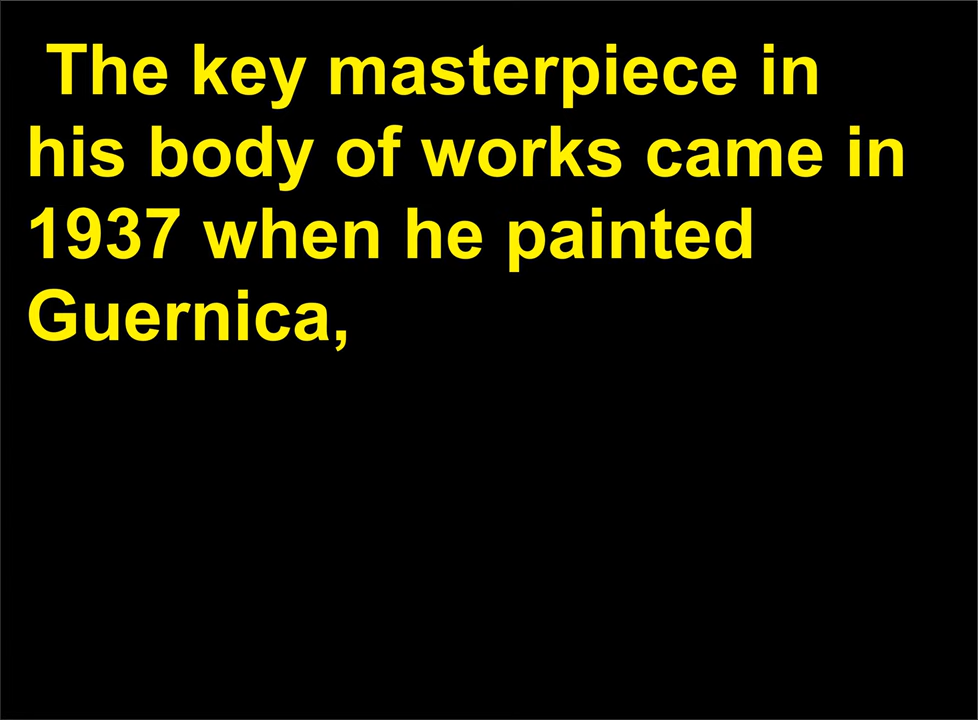 The key masterpiece in
his body of works came in
1937 when he painted
Guernica,